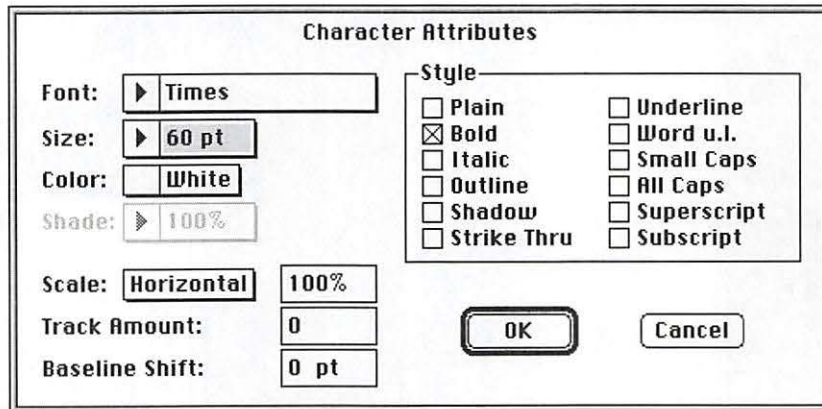 Character Attributes
Font: Times
Size: 60 pt
Color: White
Shade: 100%
Scale: Horizontal 100%
Track Amount: 0
Baseline Shift: 0 pt
Style
Plain
Bold
Italic
Outline
Shadow
Strike Thru
Underline
Word u.l.
Small Caps
All Caps
Superscript
Subscript
OK
Cancel